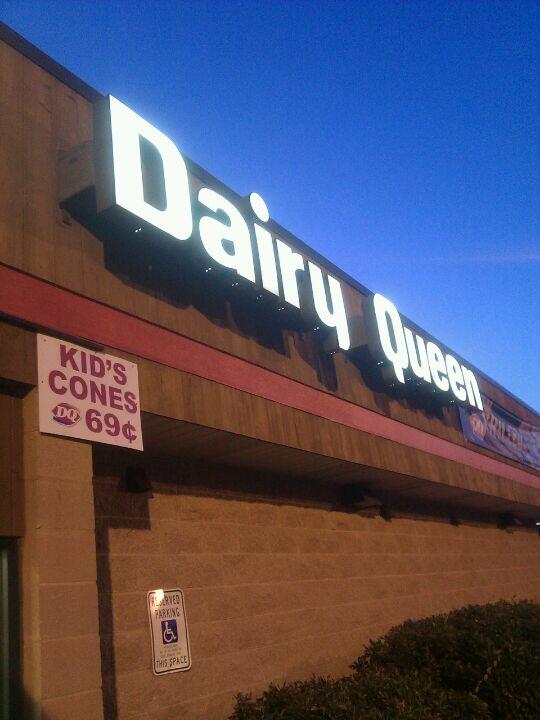 Dairy Queen
KID'S
CONES
DQ 69¢
RESERVED
PARKING
THIS SPACE